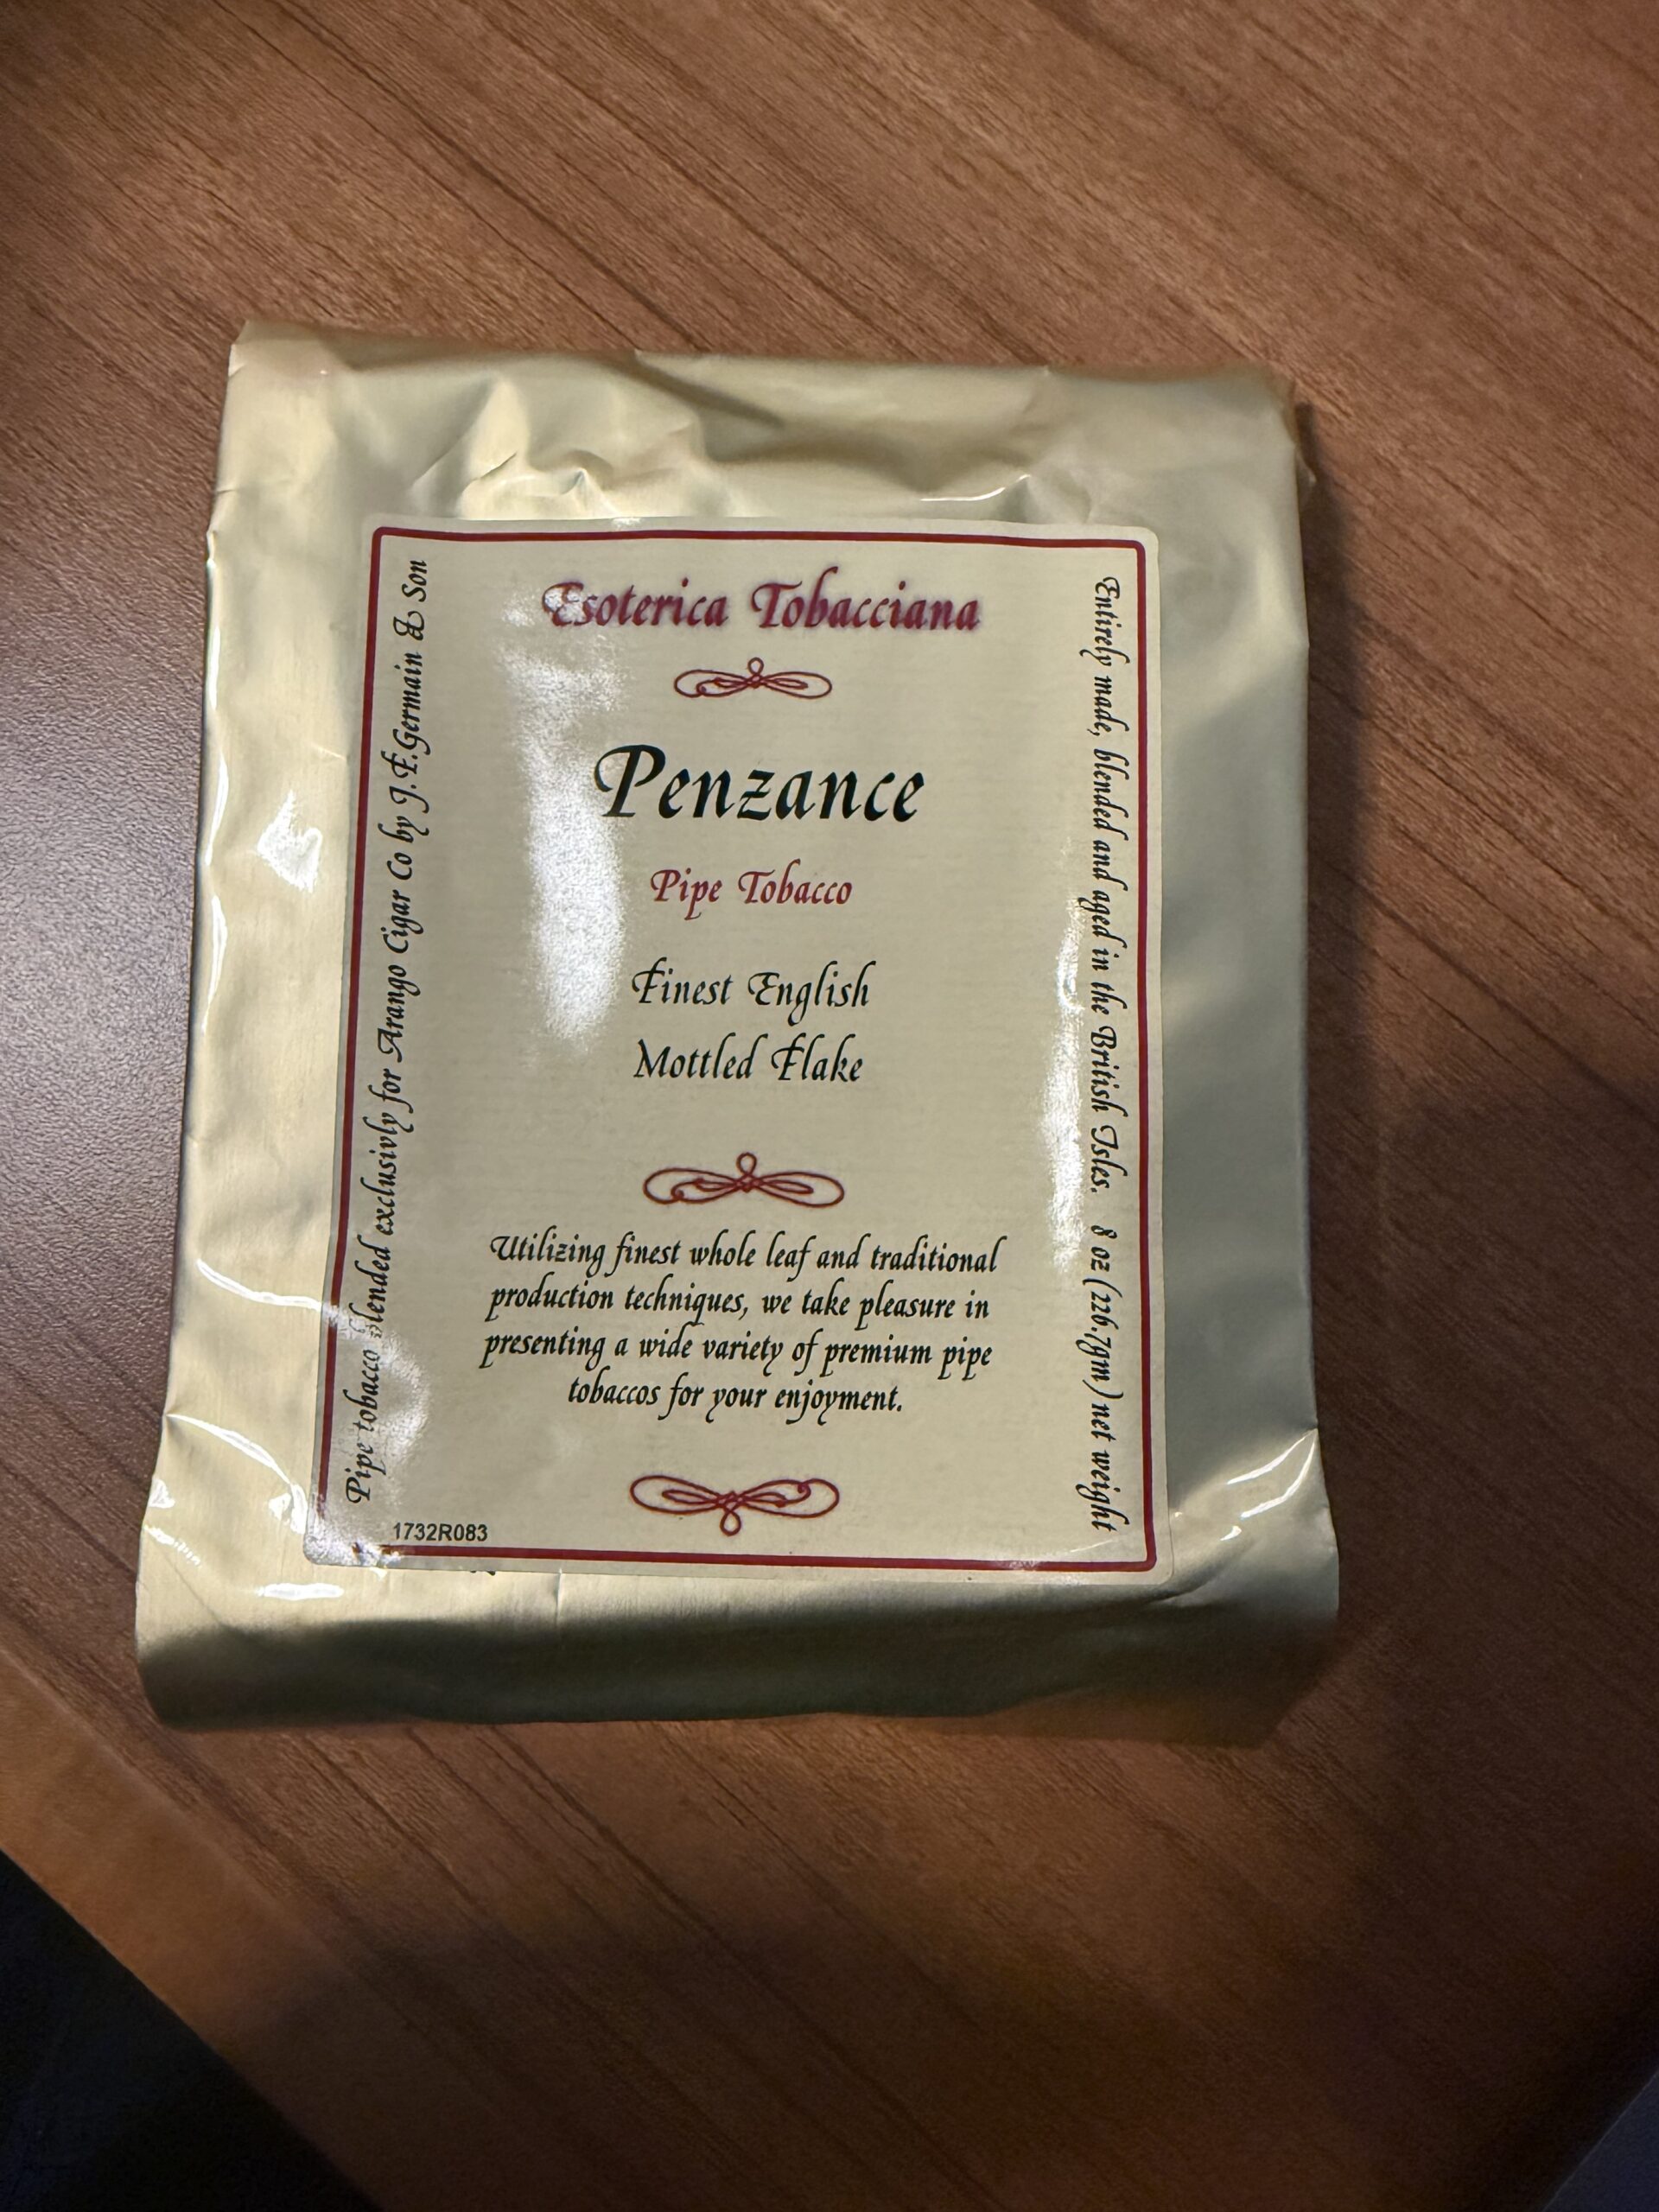 Esoterica Tobacciana
Penzance
Pipe Tobacco
Finest English
Mottled Flake
Utilizing finest whole leaf and traditional
production techniques, we take pleasure in
presenting a wide variety of premium pipe
tobaccos for your enjoyment.
Pipe tobacco blended exclusivly for Arango Cigar Co by J.F.Germain & Son
Entirely made, blended and aged in the British Isles. 8 oz (226.7gm) net weight
1732R083